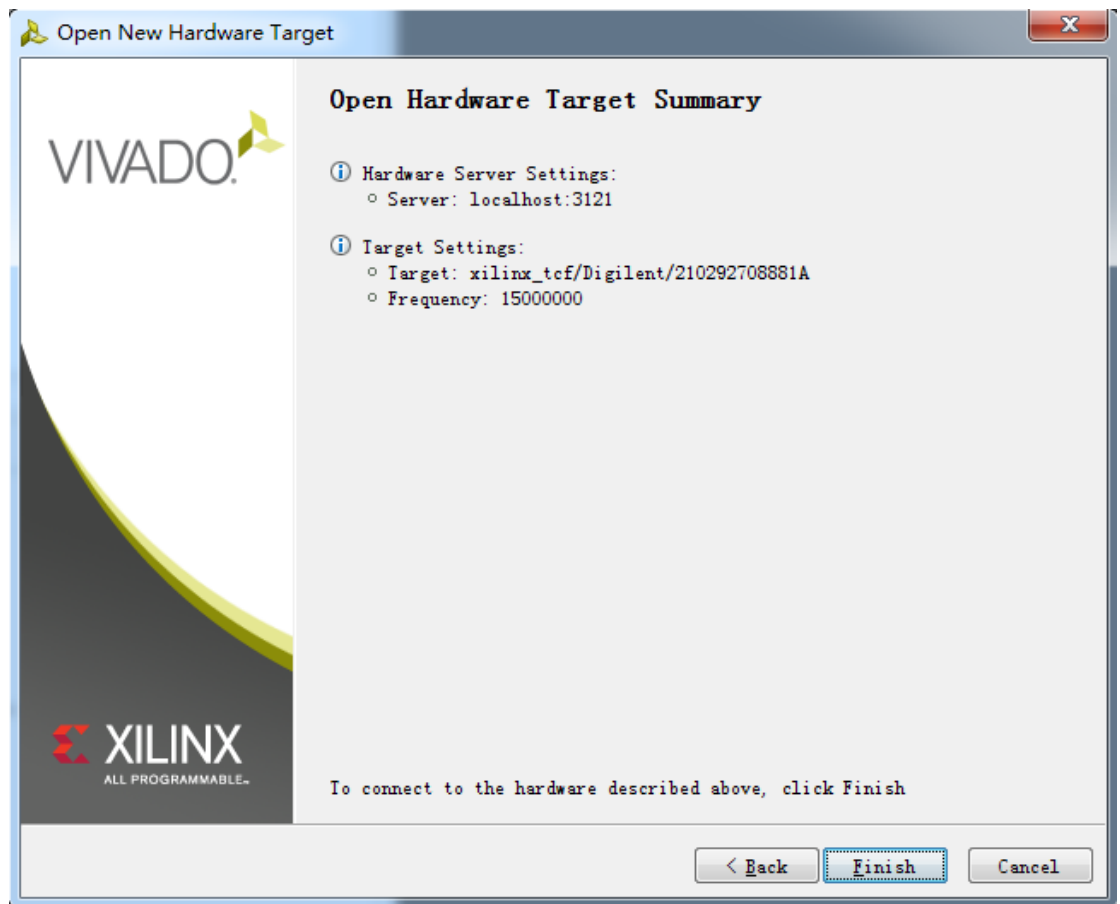 Open New Hardware Target
VIVADO.
Open Hardware Target Summary
Hardware Server Settings:
Server: localhost:3121
Target Settings:
Target: xilinx_tcf/Digilent/210292708881A
Frequency: 15000000
XILINX
ALL PROGRAMMABLE™
To connect to the hardware described above, click Finish
< Back Finish Cancel